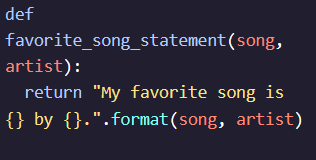 def
favorite_song_statement(song,
artist):
  return "My favorite song is
{} by {}.".format(song, artist)